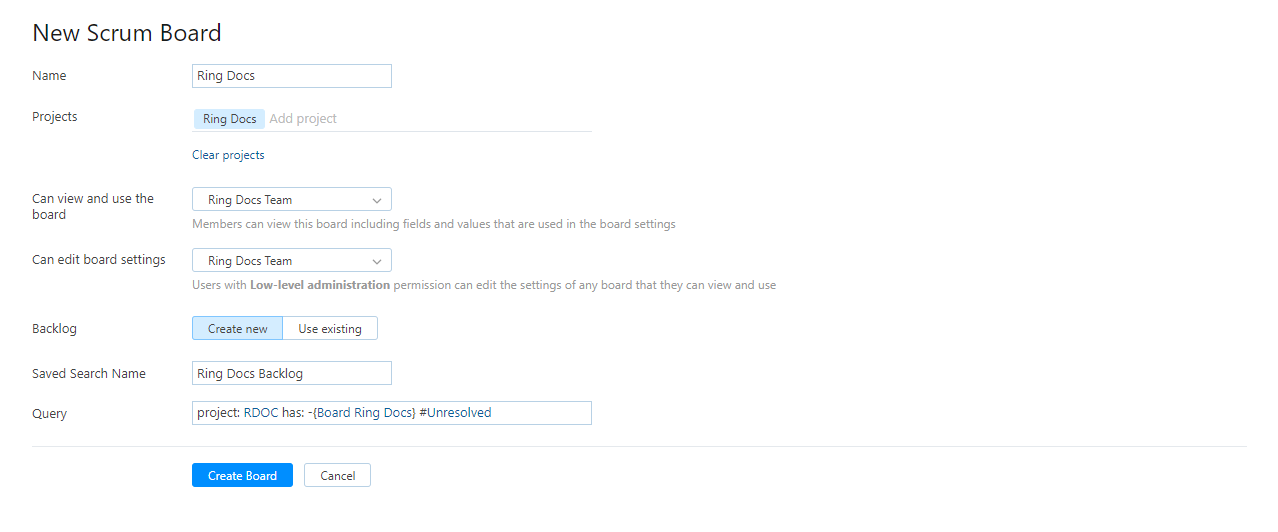 New Scrum Board
Name
Ring Docs
Projects
Ring Docs
Add project
Clear projects
Can view and use the
board
Ring Docs Team
Members can view this board including fields and values that are used in the board settings
Can edit board settings
Ring Docs Team
Users with Low-level administration permission can edit the settings of any board that they can view and use
Backlog
Create new
Use existing
Saved Search Name
Ring Docs Backlog
Query
project: RDOC has: -{Board Ring Docs} #Unresolved
Create Board
Cancel